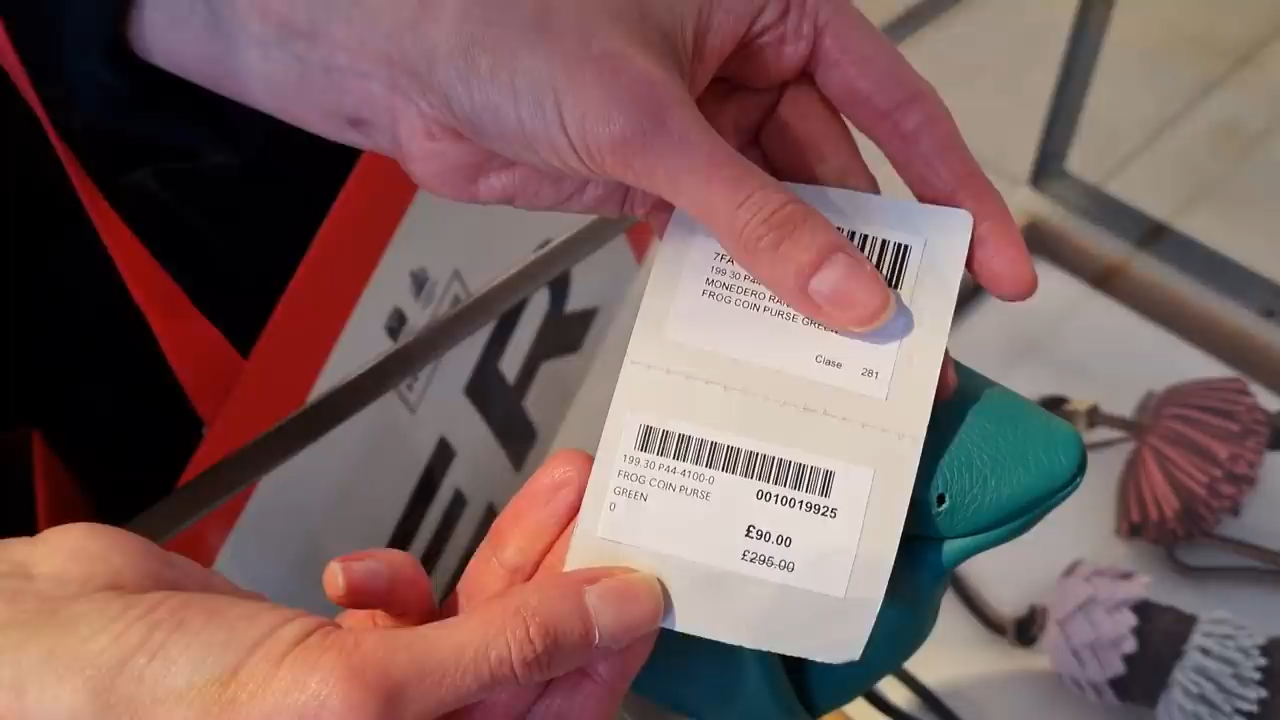 7FA
199.30 P44
MONEDERO
FROG COIN PURSE GREEN
Clase 281
199.30 P44-4100-0
FROG COIN PURSE
GREEN
0
0010019925
£90.00
£295.00
ER